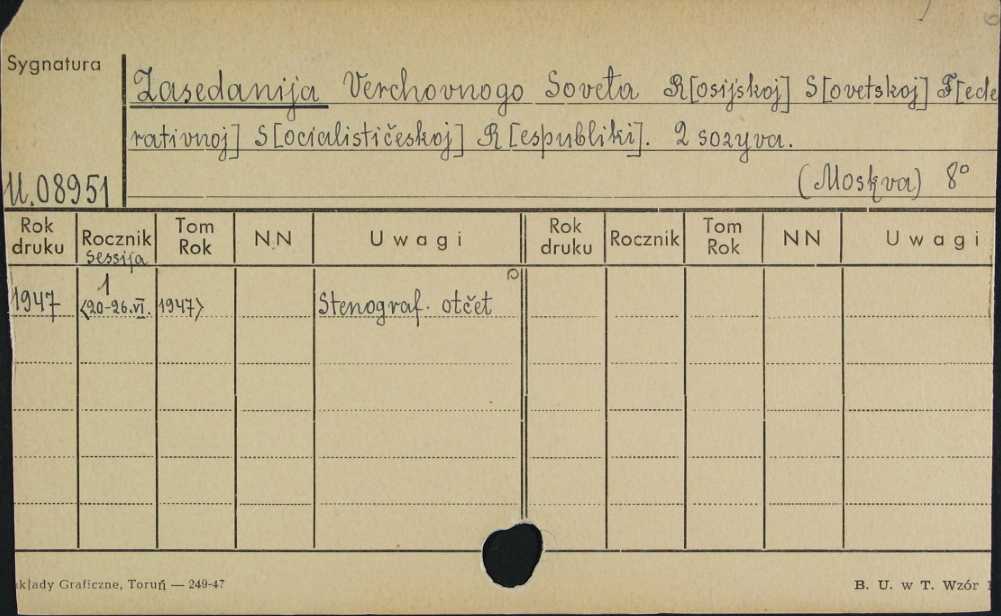 Sygnatura
Zasedanija Verchovnogo Soveta R[osijskoj] S[ovetskoj] F[ede
rativnoj] S[ocialističeskoj] R[espubliki]. 2 sozyva.
U.08951 (Moskva) 8°
Rok druku Rocznik Tom Rok NN Uwagi Rok druku Rocznik Tom Rok NN Uwagi
sessija
1947 1 <20-26.VI. 1947> Stenograf. otčet
kłady Graficzne, Toruń — 249-47 B. U. w T. Wzór